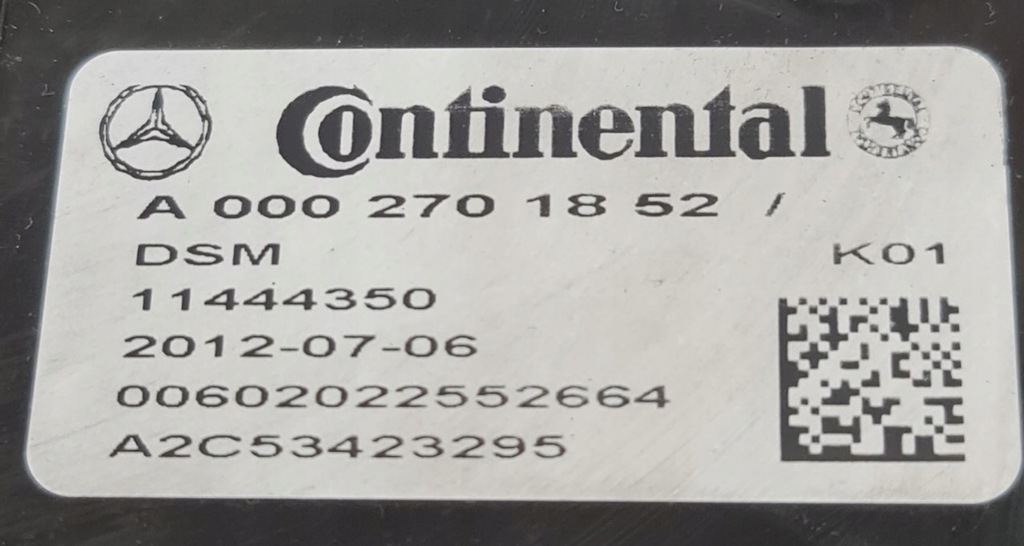 Continental
A 000 270 18 52 /
DSM K01
11444350
2012-07-06
00602022552664
A2C53423295